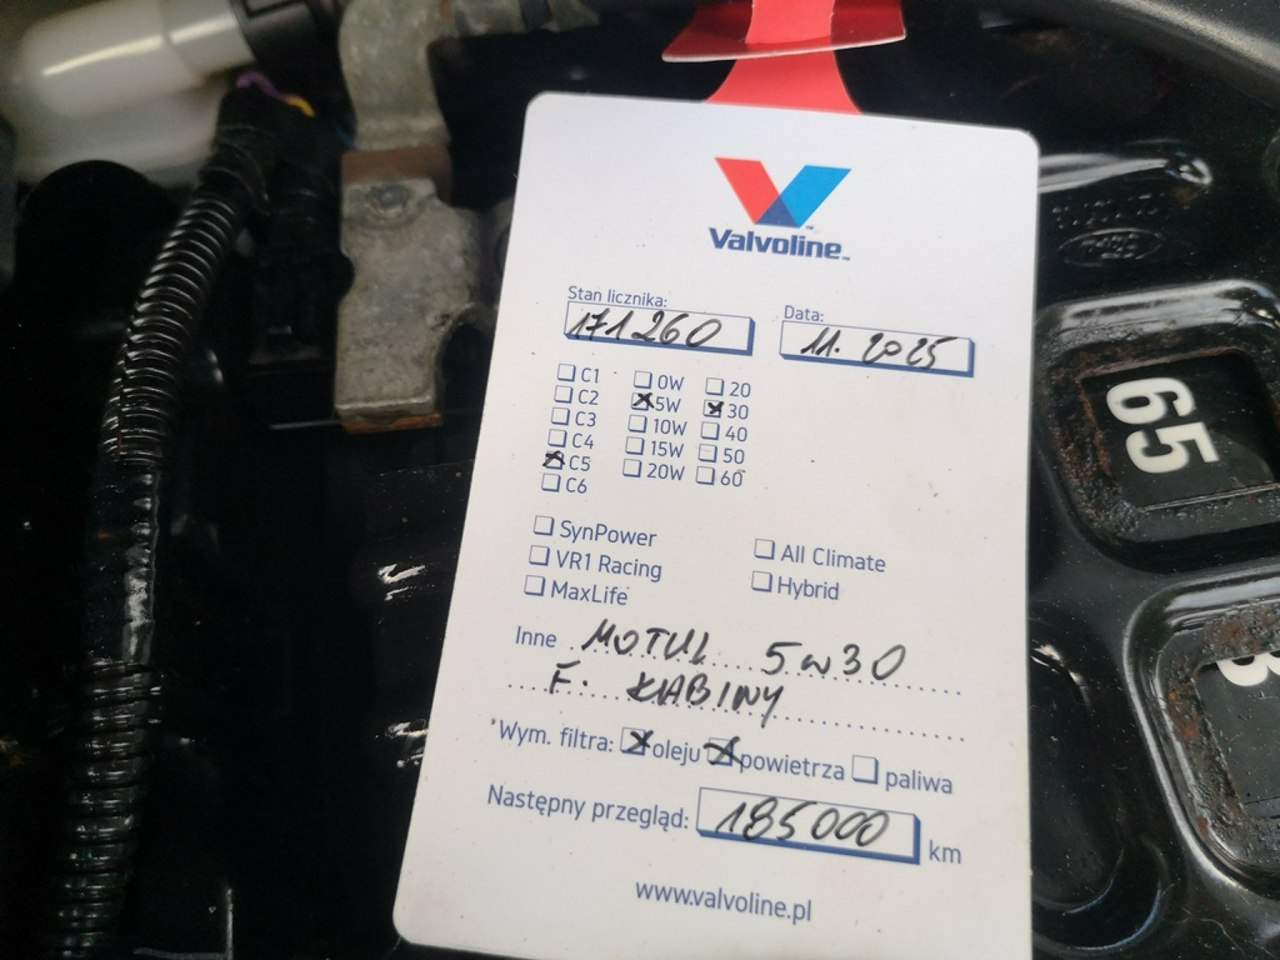 Valvoline™
Stan licznika: Data:
171260 11. 2025
C1 0W 20
C2 5W 30
C3 10W 40
C4 15W 50
C5 20W 60
C6
SynPower All Climate
VR1 Racing Hybrid
MaxLife
Inne MOTUL 5w30
F. KABINY
Wym. filtra: oleju powietrza paliwa
Następny przegląd: 185000 km
www.valvoline.pl
65